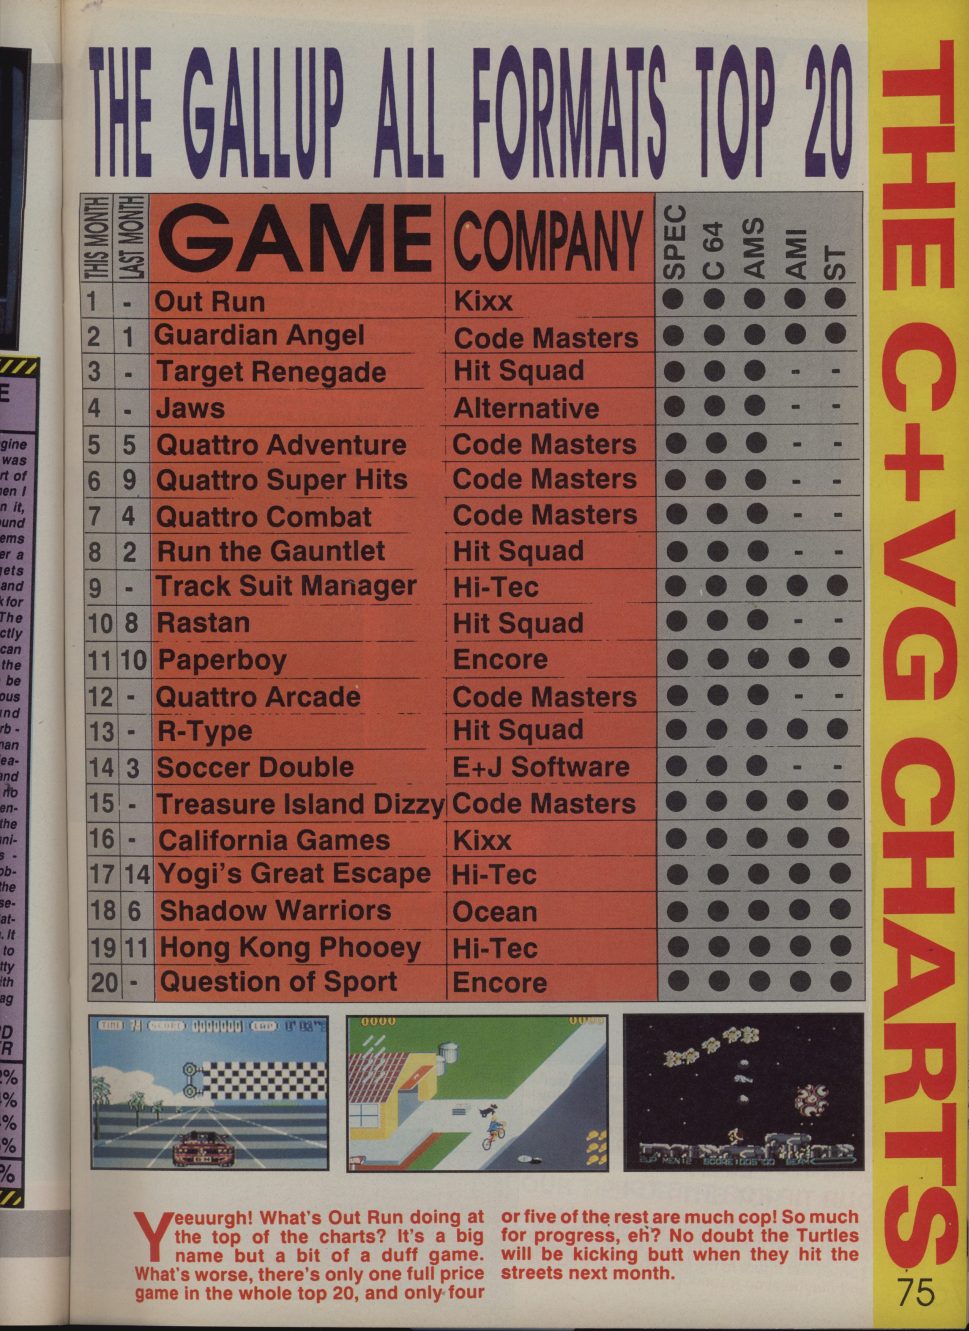 THE GALLUP ALL FORMATS TOP 20
THIS MONTH LAST MONTH GAME COMPANY SPEC C 64 AMS AMI ST
1 - Out Run Kixx ● ● ● ● ●
2 1 Guardian Angel Code Masters ● ● ● ● ●
3 - Target Renegade Hit Squad ● ● ● - -
4 - Jaws Alternative ● ● ● - -
5 5 Quattro Adventure Code Masters ● ● ● - -
6 9 Quattro Super Hits Code Masters ● ● ● - -
7 4 Quattro Combat Code Masters ● ● ● - -
8 2 Run the Gauntlet Hit Squad ● ● ● - -
9 - Track Suit Manager Hi-Tec ● ● ● ● ●
10 8 Rastan Hit Squad ● ● ● - -
11 10 Paperboy Encore ● ● ● ● ●
12 - Quattro Arcade Code Masters ● ● ● - -
13 - R-Type Hit Squad ● ● ● ● ●
14 3 Soccer Double E+J Software ● ● ● - -
15 - Treasure Island Dizzy Code Masters ● ● ● ● ●
16 - California Games Kixx ● ● ● ● ●
17 14 Yogi's Great Escape Hi-Tec ● ● ● ● ●
18 6 Shadow Warriors Ocean ● ● ● ● ●
19 11 Hong Kong Phooey Hi-Tec ● ● ● ● ●
20 - Question of Sport Encore ● ● ● ● ●
Yeeuurgh! What's Out Run doing at
the top of the charts? It's a big
name but a bit of a duff game.
What's worse, there's only one full price
game in the whole top 20, and only four
or five of the rest are much cop! So much
for progress, eh? No doubt the Turtles
will be kicking butt when they hit the
streets next month.
THE C+VG CHARTS
75